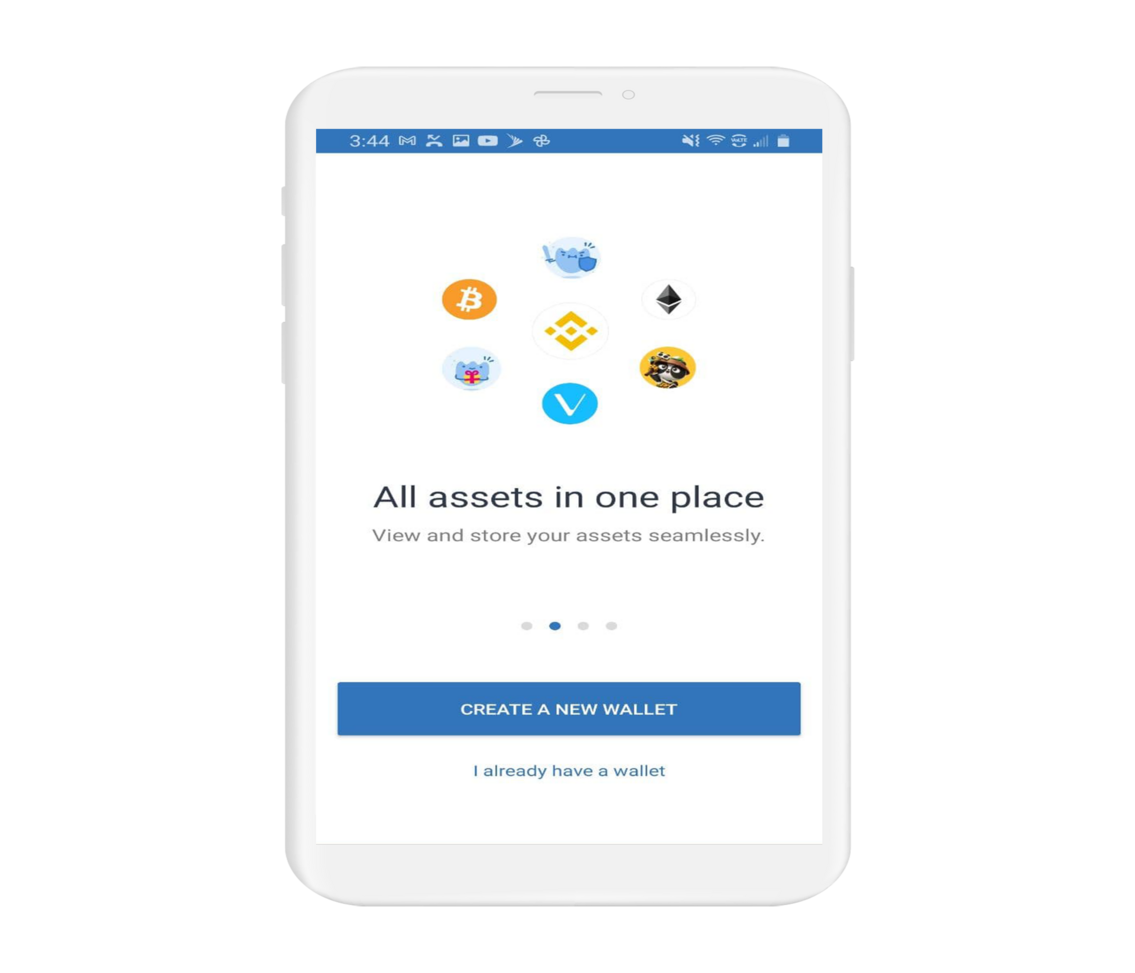 3:44
All assets in one place
View and store your assets seamlessly.
CREATE A NEW WALLET
I already have a wallet